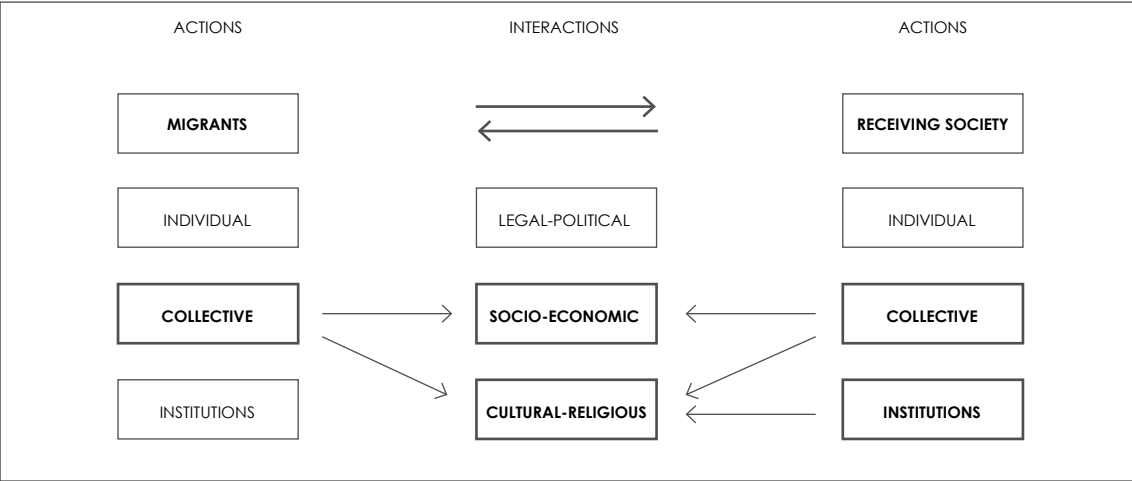 ACTIONS
INTERACTIONS
ACTIONS
MIGRANTS
RECEIVING SOCIETY
INDIVIDUAL
LEGAL-POLITICAL
INDIVIDUAL
COLLECTIVE
SOCIO-ECONOMIC
COLLECTIVE
INSTITUTIONS
CULTURAL-RELIGIOUS
INSTITUTIONS